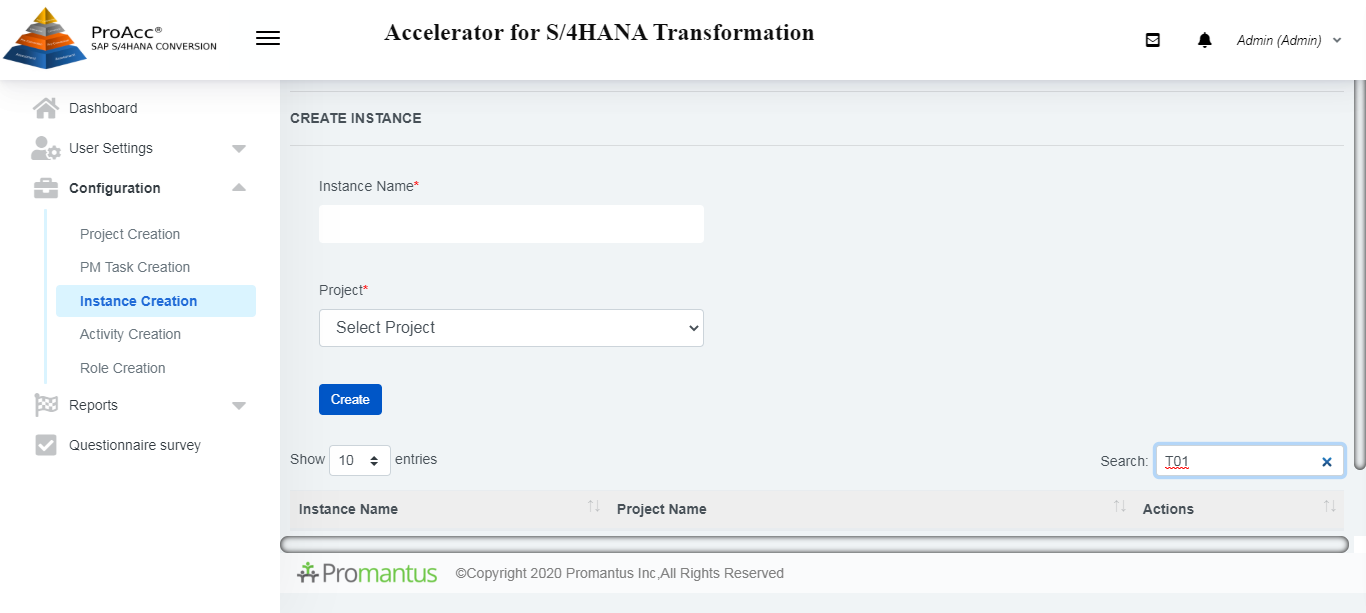 ProAcc®
SAP S/4HANA CONVERSION
Accelerator for S/4HANA Transformation
Admin (Admin)
Dashboard
User Settings
Configuration
Project Creation
PM Task Creation
Instance Creation
Activity Creation
Role Creation
Reports
Questionnaire survey
CREATE INSTANCE
Instance Name*
Project*
Select Project
Create
Show 10 entries
Search: T01
Instance Name Project Name Actions
Promantus ©Copyright 2020 Promantus Inc,All Rights Reserved